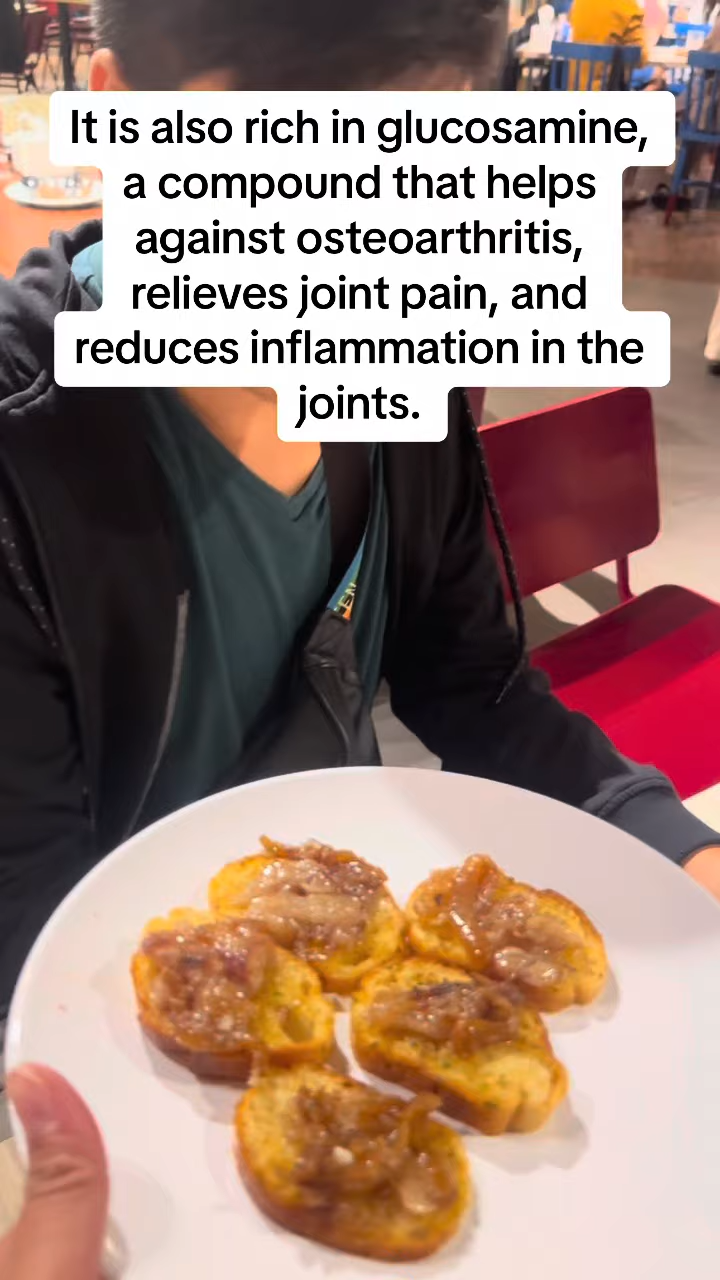 It is also rich in glucosamine,
a compound that helps
against osteoarthritis,
relieves joint pain, and
reduces inflammation in the
joints.